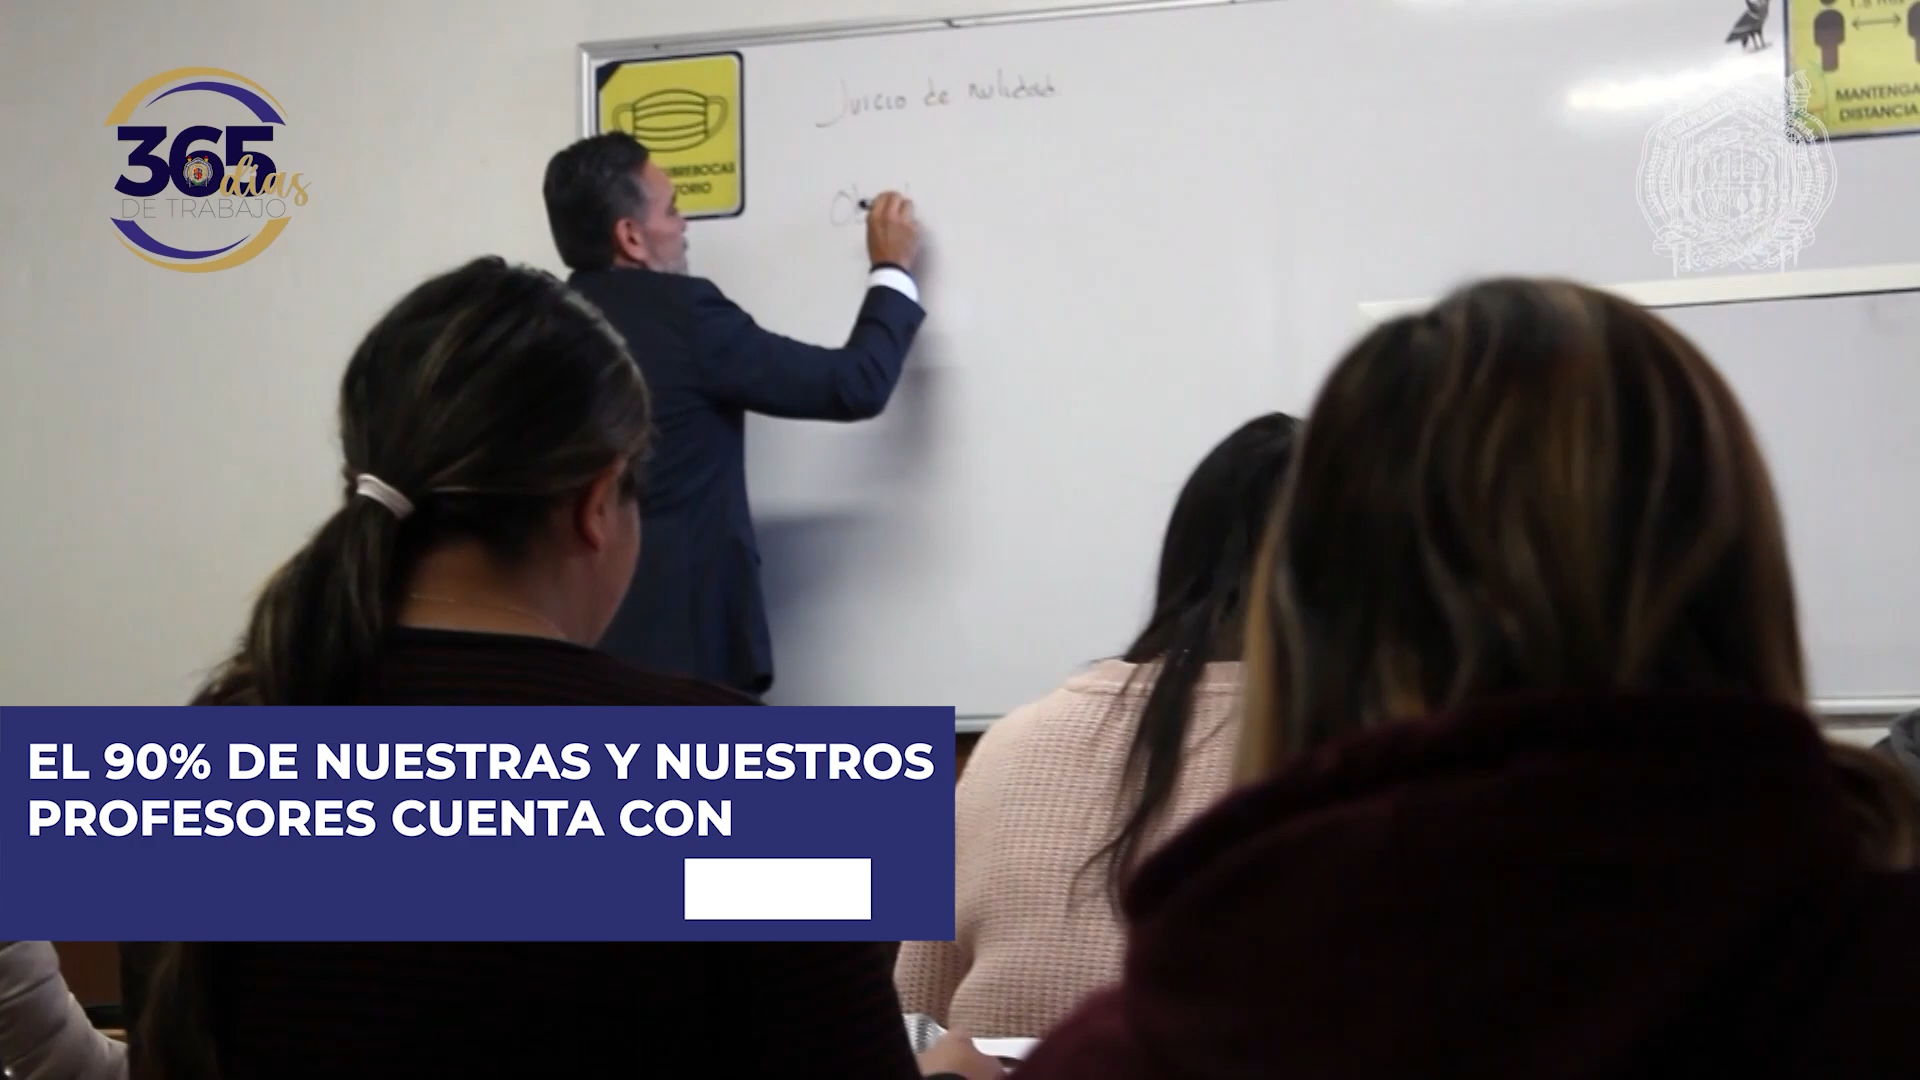 365
días
DE TRABAJO
Juicio de nulidad
MANTENGA
DISTANCIA
EL 90% DE NUESTRAS Y NUESTROS
PROFESORES CUENTA CON